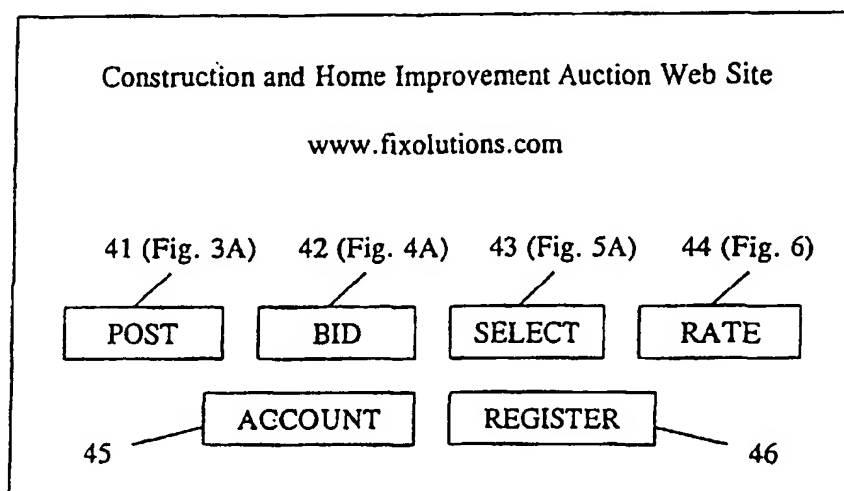 Construction and Home Improvement Auction Web Site
www.fixolutions.com
41 (Fig. 3A) 42 (Fig. 4A) 43 (Fig. 5A) 44 (Fig. 6)
POST BID SELECT RATE
ACCOUNT REGISTER
45 46